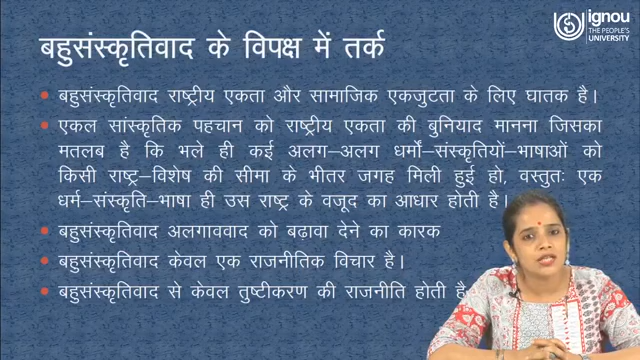 ignou
THE PEOPLE'S
UNIVERSITY
बहुसंस्कृतिवाद के विपक्ष में तर्क
बहुसंस्कृतिवाद राष्ट्रीय एकता और सामाजिक एकजुटता के लिए घातक है।
एकल सांस्कृतिक पहचान को राष्ट्रीय एकता की बुनियाद मानना जिसका
मतलब है कि भले ही कई अलग–अलग धर्मों–संस्कृतियों–भाषाओं को
किसी राष्ट्र–विशेष की सीमा के भीतर जगह मिली हुई हो, वस्तुतः एक
धर्म–संस्कृति–भाषा ही उस राष्ट्र के वजूद का आधार होती है।
बहुसंस्कृतिवाद अलगाववाद को बढ़ावा देने का कारक
बहुसंस्कृतिवाद केवल एक राजनीतिक विचार है।
बहुसंस्कृतिवाद से केवल तुष्टीकरण की राजनीति होती है